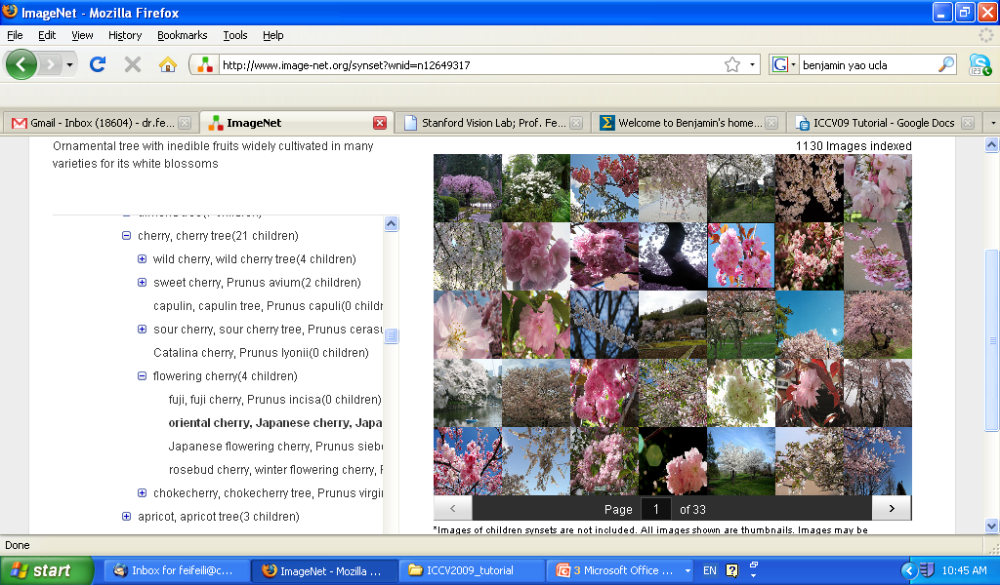 ImageNet - Mozilla Firefox
File Edit View History Bookmarks Tools Help
http://www.image-net.org/synset?wnid=n12649317
G benjamin yao ucla
Gmail - Inbox (18604) - dr.fe...
ImageNet
Stanford Vision Lab; Prof. Fe...
Welcome to Benjamin's home...
ICCV09 Tutorial - Google Docs
Ornamental tree with inedible fruits widely cultivated in many
varieties for its white blossoms
1130 Images indexed
cherry, cherry tree(21 children)
wild cherry, wild cherry tree(4 children)
sweet cherry, Prunus avium(2 children)
capulin, capulin tree, Prunus capuli(0 childr
sour cherry, sour cherry tree, Prunus ceras
Catalina cherry, Prunus lyonii(0 children)
flowering cherry(4 children)
fuji, fuji cherry, Prunus incisa(0 children)
oriental cherry, Japanese cherry, Japa
Japanese flowering cherry, Prunus sieb
rosebud cherry, winter flowering cherry,
chokecherry, chokecherry tree, Prunus virgi
apricot, apricot tree(3 children)
< Page 1 of 33 >
*Images of children synsets are not included. All images shown are thumbnails. Images may be
Done
start
Inbox for feifeili@c...
ImageNet - Mozilla ...
ICCV2009_tutorial
3 Microsoft Office ...
EN
10:45 AM